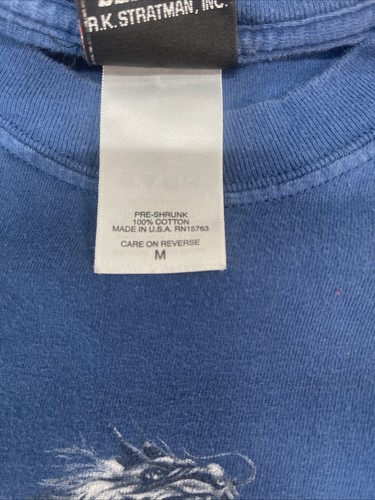 R.K. STRATMAN, INC.
PRE-SHRUNK
100% COTTON
MADE IN U.S.A. RN15763
CARE ON REVERSE
M